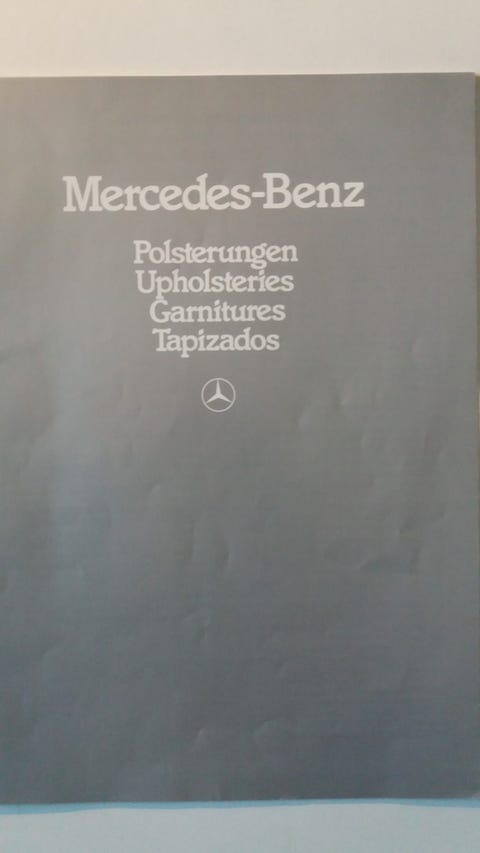 Mercedes-Benz
Polsterungen
Upholsteries
Garnitures
Tapizados